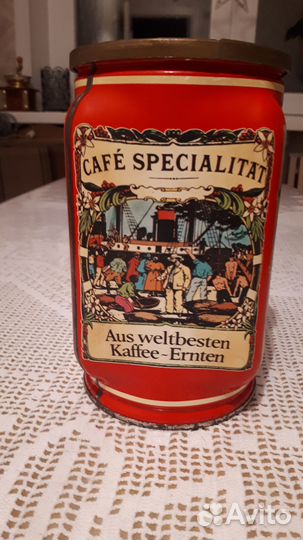 CAFÉ SPECIALITÄT
Aus weltbesten
Kaffee-Ernten
Avito